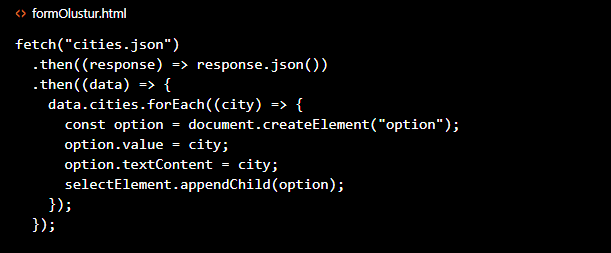 formOlustur.html
fetch("cities.json")
  .then((response) => response.json())
  .then((data) => {
    data.cities.forEach((city) => {
      const option = document.createElement("option");
      option.value = city;
      option.textContent = city;
      selectElement.appendChild(option);
    });
  });